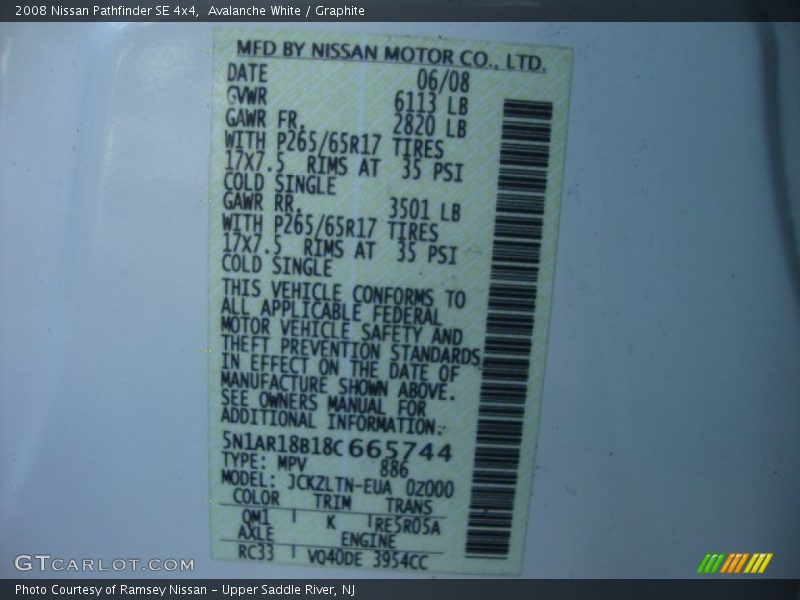 2008 Nissan Pathfinder SE 4x4,  Avalanche White / Graphite
MFD BY NISSAN MOTOR CO., LTD.
DATE 06/08
GVWR 6113 LB
GAWR FR. 2820 LB
WITH P265/65R17 TIRES
17X7.5 RIMS AT 35 PSI
COLD SINGLE
GAWR RR. 3501 LB
WITH P265/65R17 TIRES
17X7.5 RIMS AT 35 PSI
COLD SINGLE
THIS VEHICLE CONFORMS TO
ALL APPLICABLE FEDERAL
MOTOR VEHICLE SAFETY AND
THEFT PREVENTION STANDARDS
IN EFFECT ON THE DATE OF
MANUFACTURE SHOWN ABOVE.
SEE OWNERS MANUAL FOR
ADDITIONAL INFORMATION.
5N1AR18B18C665744
TYPE: MPV 886
MODEL: JCKZLTN-EUA 0Z000
COLOR TRIM TRANS
QM1 K RE5R05A
AXLE ENGINE
RC33 VQ40DE 3954CC
GTCARLOT.COM
Photo Courtesy of Ramsey Nissan - Upper Saddle River, NJ